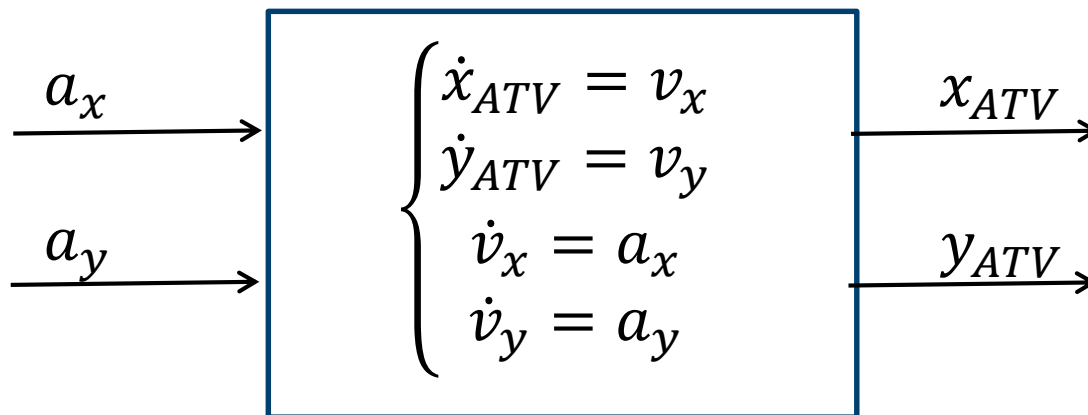 a_x
a_y
ẋ_ATV = v_x
ẏ_ATV = v_y
v̇_x = a_x
v̇_y = a_y
x_ATV
y_ATV